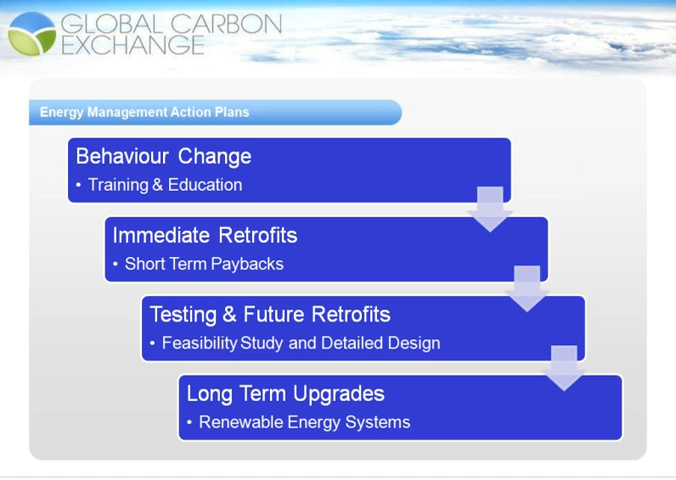 GLOBAL CARBON
EXCHANGE
Energy Management Action Plans
Behaviour Change
• Training & Education
Immediate Retrofits
• Short Term Paybacks
Testing & Future Retrofits
• Feasibility Study and Detailed Design
Long Term Upgrades
• Renewable Energy Systems